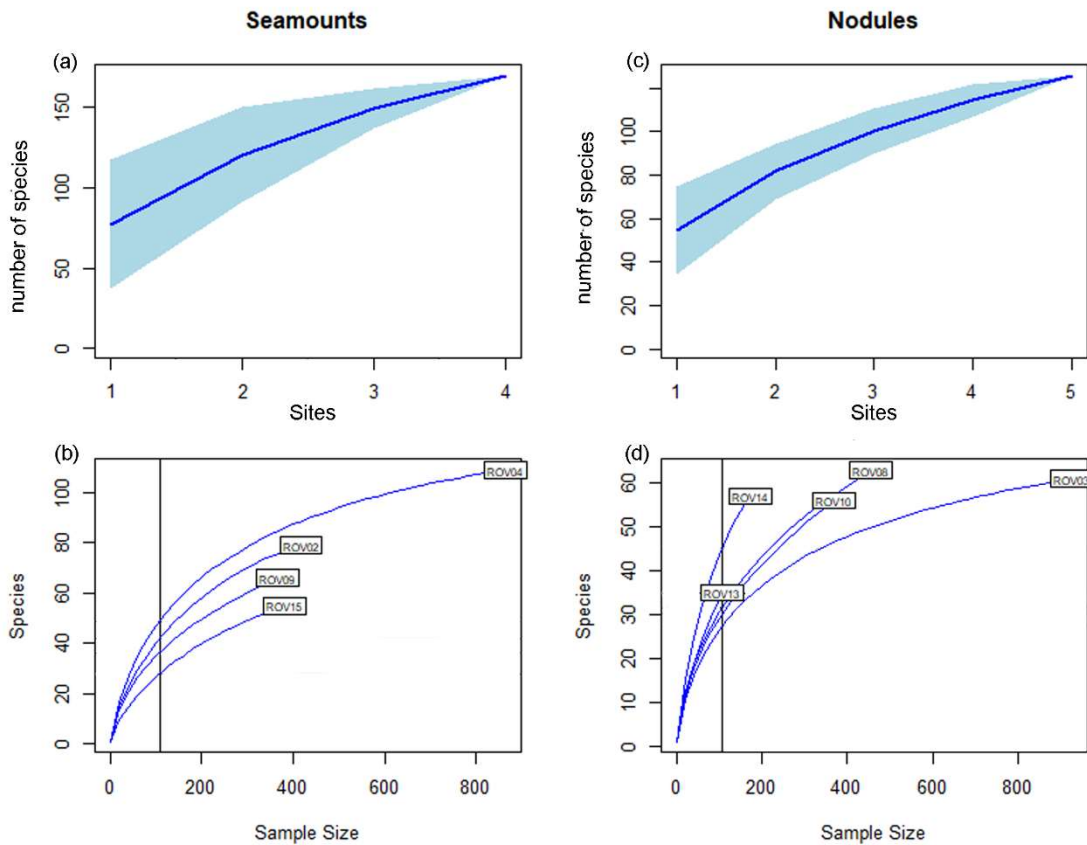 Seamounts
Nodules
(a)
number of species
0
50
100
150
1
2
3
4
Sites
(c)
number of species
0
20
40
60
80
100
1
2
3
4
5
Sites
(b)
Species
0
20
40
60
80
100
ROV04
ROV02
ROV09
ROV15
0
200
400
600
800
Sample Size
(d)
Species
0
10
20
30
40
50
60
ROV14
ROV08
ROV10
ROV03
ROV13
0
200
400
600
800
Sample Size